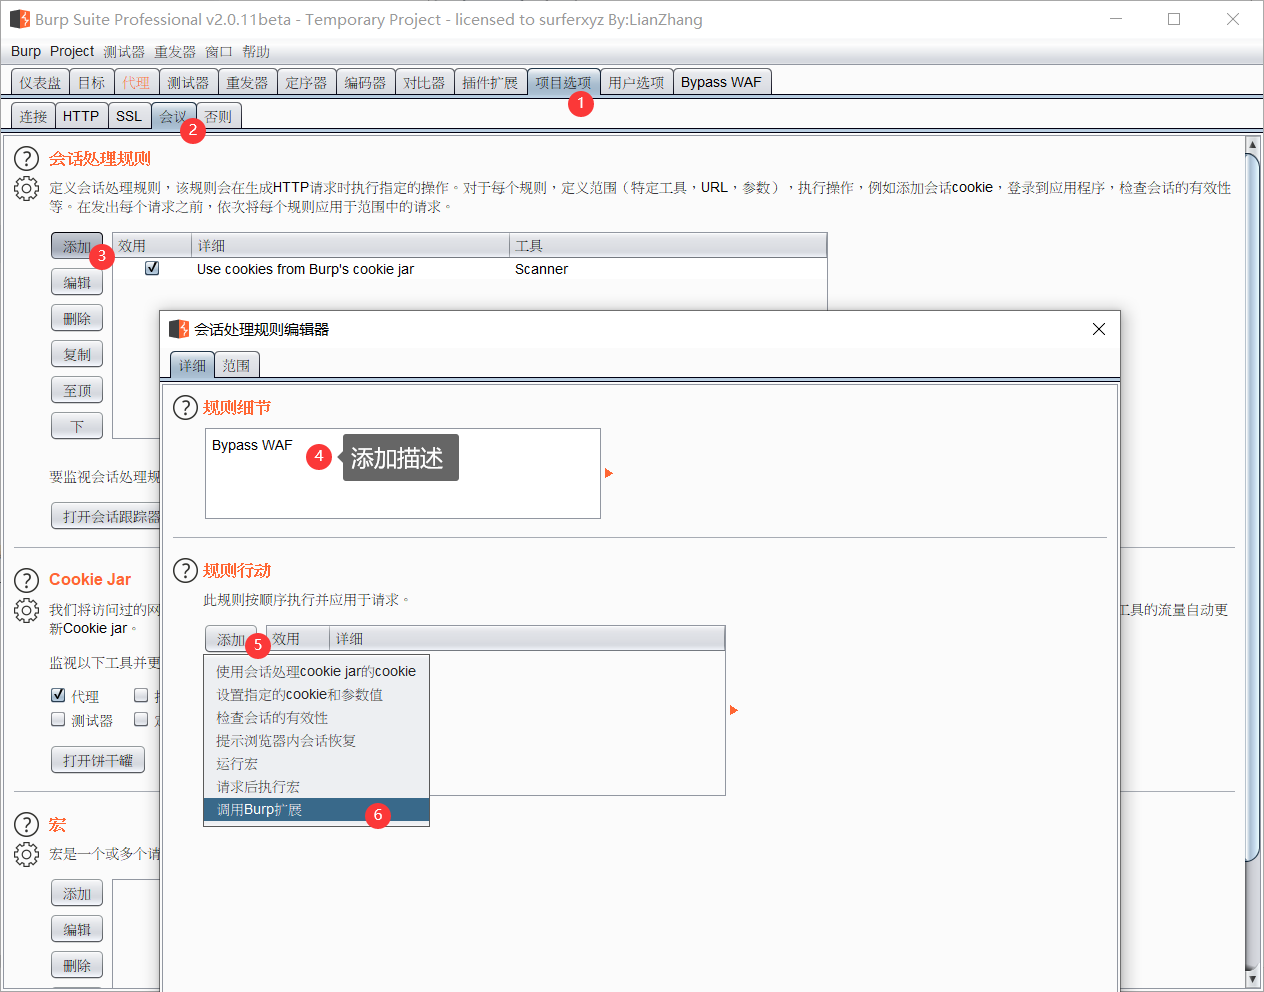 Burp Suite Professional v2.0.11beta - Temporary Project - licensed to surferxyz By:LianZhang
Burp Project 测试器 重发器 窗口 帮助
仪表盘 目标 代理 测试器 重发器 定序器 编码器 对比器 插件扩展 项目选项 用户选项 Bypass WAF
1
连接 HTTP SSL 会议 否则
2
会话处理规则
定义会话处理规则，该规则会在生成HTTP请求时执行指定的操作。对于每个规则，定义范围（特定工具，URL，参数），执行操作，例如添加会话cookie，登录到应用程序，检查会话的有效性
等。在发出每个请求之前，依次将每个规则应用于范围中的请求。
添加 3 效用 详细 工具
Use cookies from Burp's cookie jar Scanner
编辑
删除
复制
至顶
下
要监视会话处理规
打开会话跟踪器
Cookie Jar
我们将访问过的网
工具的流量自动更
新Cookie jar。
监视以下工具并更
代理
测试器
打开饼干罐
宏
宏是一个或多个请
添加
编辑
删除
会话处理规则编辑器
详细 范围
规则细节
Bypass WAF 4 添加描述
规则行动
此规则按顺序执行并应用于请求。
添加 5 效用 详细
使用会话处理cookie jar的cookie
设置指定的cookie和参数值
检查会话的有效性
提示浏览器内会话恢复
运行宏
请求后执行宏
调用Burp扩展 6